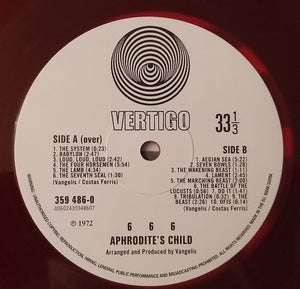 VERTIGO
SIDE A (over)
1. THE SYSTEM (0:23)
2. BABYLON (2:47)
3. LOUD, LOUD, LOUD (2:42)
4. THE FOUR HORSEMEN (5:54)
5. THE LAMB (4:34)
6. THE SEVENTH SEAL (1:30)
(Vangelis / Costas Ferris)
359 486-0
(00602435948607)
℗ 1972
33 1/3
SIDE B
1. AEGIAN SEA (5:22)
2. SEVEN BOWLS (1:29)
3. THE WAKENING BEAST (1:11)
4. LAMENT (2:45)
5. THE MARCHING BEAST (2:00)
6. THE BATTLE OF THE
LOCUSTS (0:56) 7. DO IT (1:44)
8. TRIBULATION (0:32) 9. THE
BEAST (2:26) 10. OFIS (0:14)
6 6 6
APHRODITE'S CHILD
Arranged and Produced by Vangelis